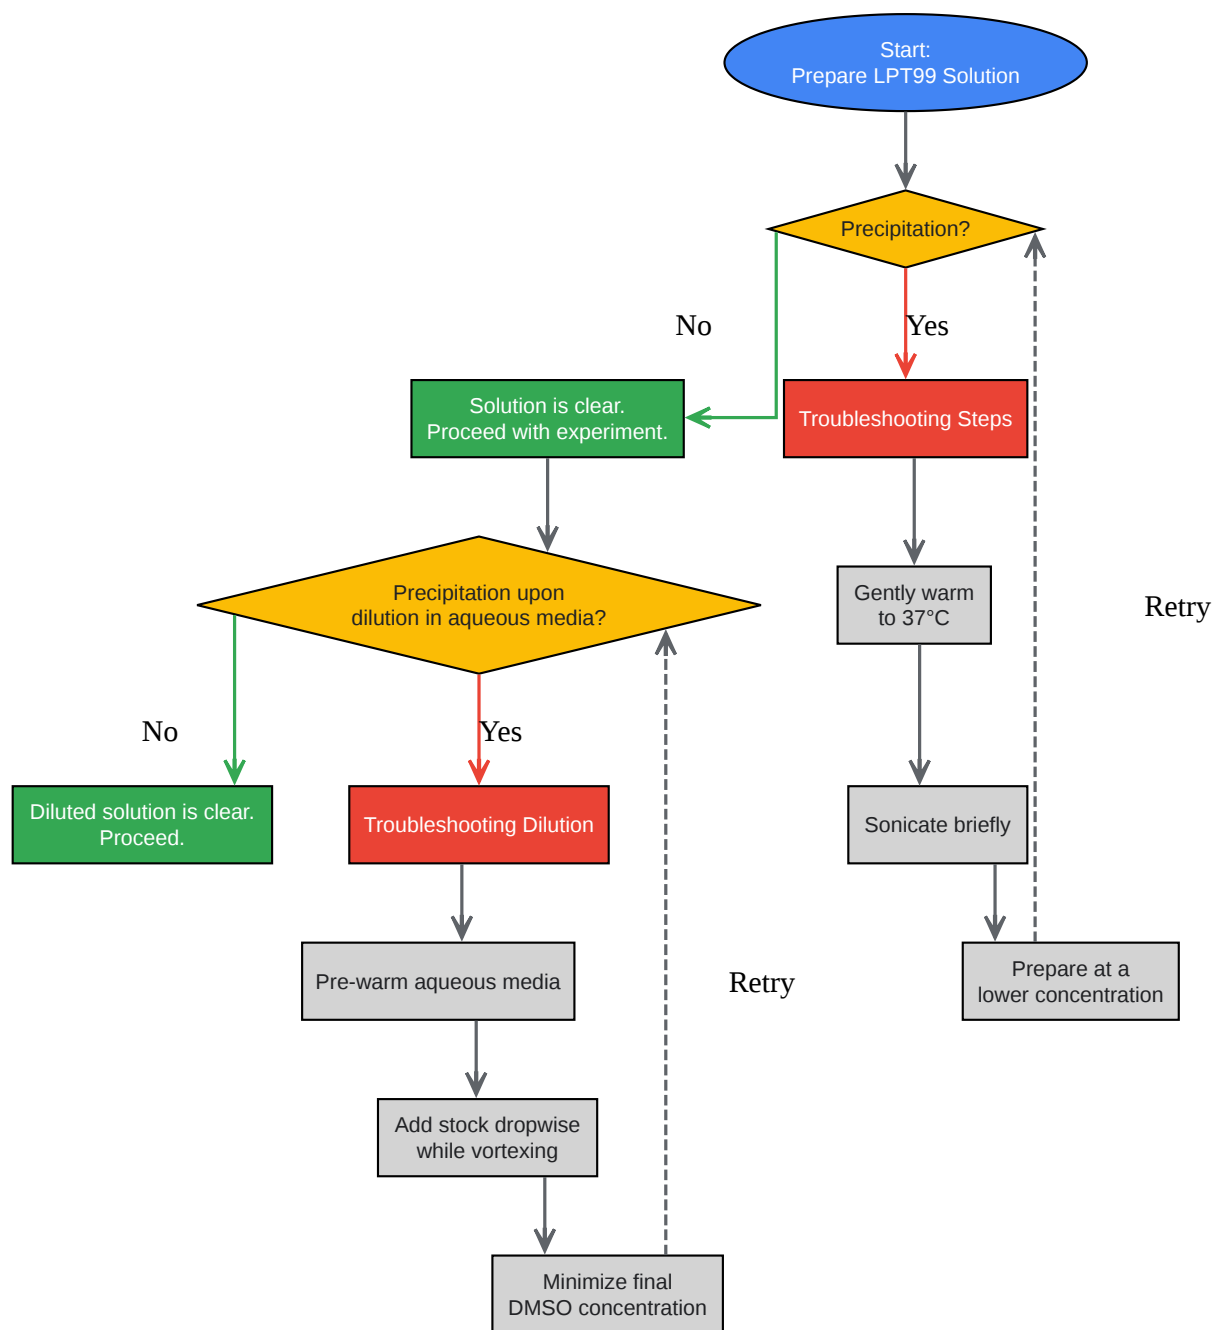 Start:
Prepare LPT99 Solution
Precipitation?
No
Yes
Solution is clear.
Proceed with experiment.
Troubleshooting Steps
Precipitation upon
dilution in aqueous media?
Gently warm
to 37°C
Retry
No
Yes
Diluted solution is clear.
Proceed.
Troubleshooting Dilution
Sonicate briefly
Pre-warm aqueous media
Retry
Prepare at a
lower concentration
Add stock dropwise
while vortexing
Minimize final
DMSO concentration